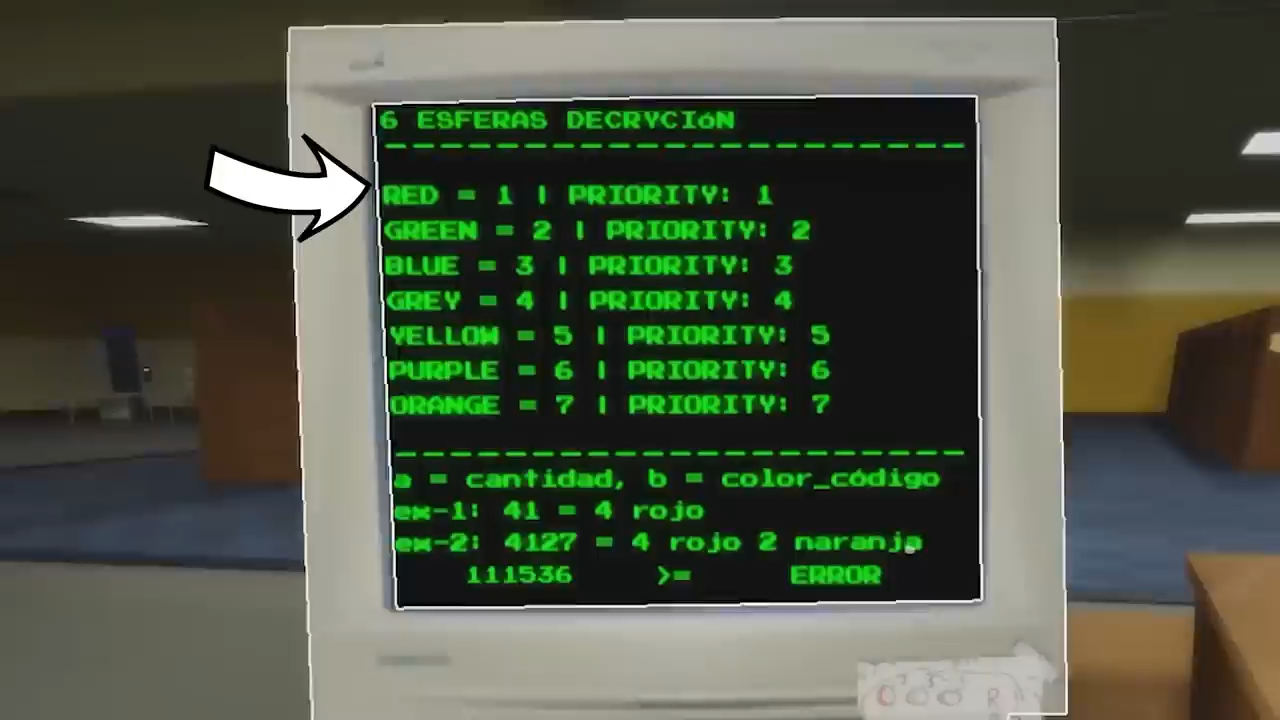 6 ESFERAS DECRYCIóN
RED = 1 | PRIORITY: 1
GREEN = 2 | PRIORITY: 2
BLUE = 3 | PRIORITY: 3
GREY = 4 | PRIORITY: 4
YELLOW = 5 | PRIORITY: 5
PURPLE = 6 | PRIORITY: 6
ORANGE = 7 | PRIORITY: 7
a = cantidad, b = color_código
ex-1: 41 = 4 rojo
ex-2: 4127 = 4 rojo 2 naranja
111536 >= ERROR